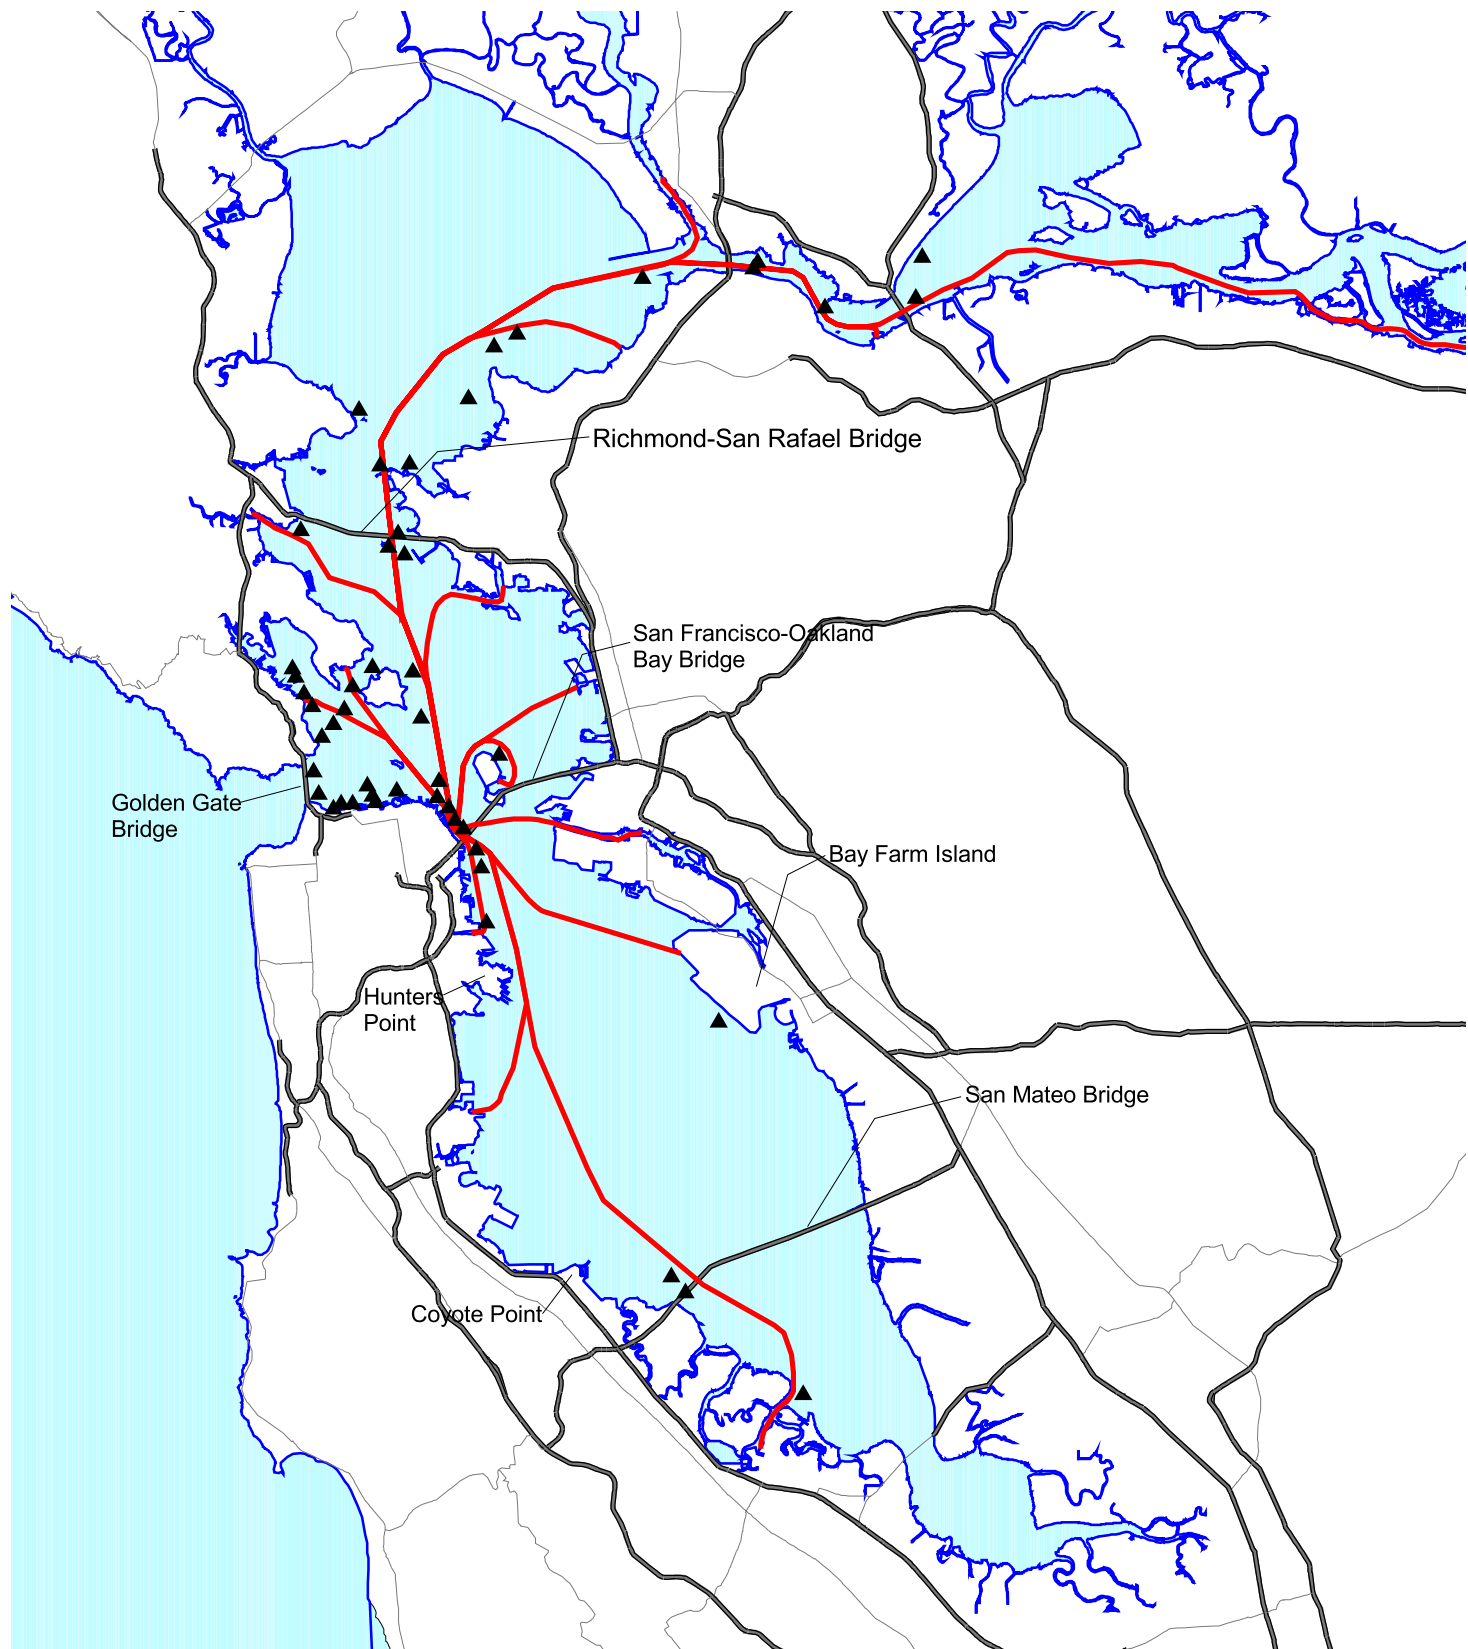 Richmond-San Rafael Bridge
San Francisco-Oakland
Bay Bridge
Golden Gate
Bridge
Bay Farm Island
Hunters
Point
San Mateo Bridge
Coyote Point